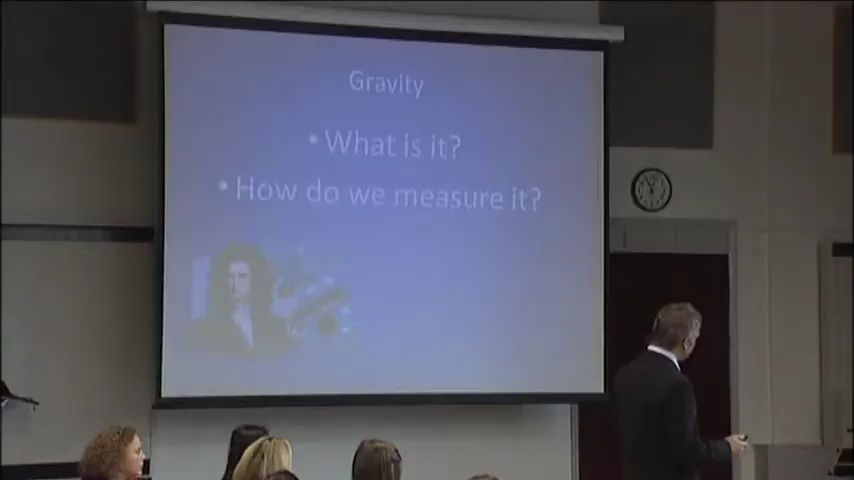 Gravity
• What is it?
• How do we measure it?